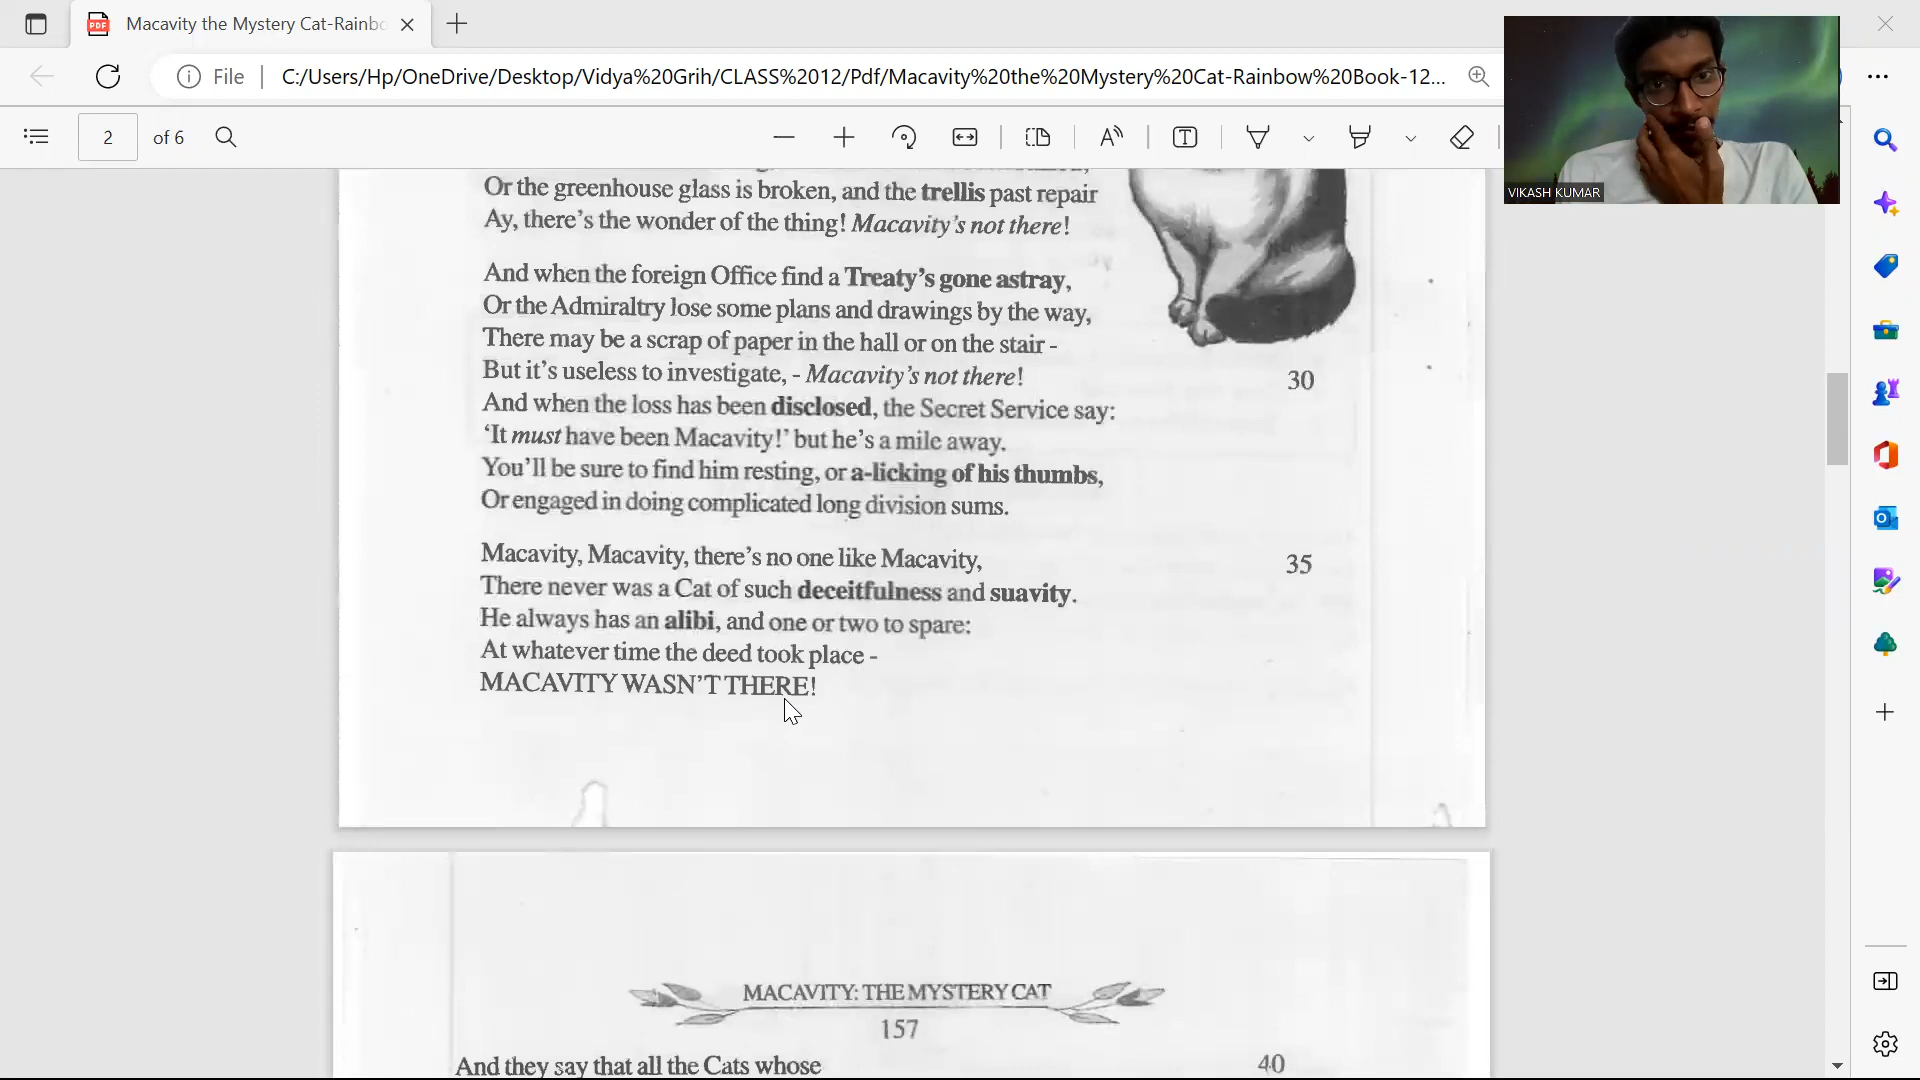 Macavity the Mystery Cat-Rainbo
File
C:/Users/Hp/OneDrive/Desktop/Vidya%20Grih/CLASS%2012/Pdf/Macavity%20the%20Mystery%20Cat-Rainbow%20Book-12...
2 of 6
VIKASH KUMAR
Or the greenhouse glass is broken, and the trellis past repair
Ay, there's the wonder of the thing! Macavity's not there!
And when the foreign Office find a Treaty's gone astray,
Or the Admiraltry lose some plans and drawings by the way,
There may be a scrap of paper in the hall or on the stair -
But it's useless to investigate, - Macavity's not there! 30
And when the loss has been disclosed, the Secret Service say:
'It must have been Macavity!' but he's a mile away.
You'll be sure to find him resting, or a-licking of his thumbs,
Or engaged in doing complicated long division sums.
Macavity, Macavity, there's no one like Macavity, 35
There never was a Cat of such deceitfulness and suavity.
He always has an alibi, and one or two to spare:
At whatever time the deed took place -
MACAVITY WASN'T THERE!
MACAVITY: THE MYSTERY CAT
157
And they say that all the Cats whose 40